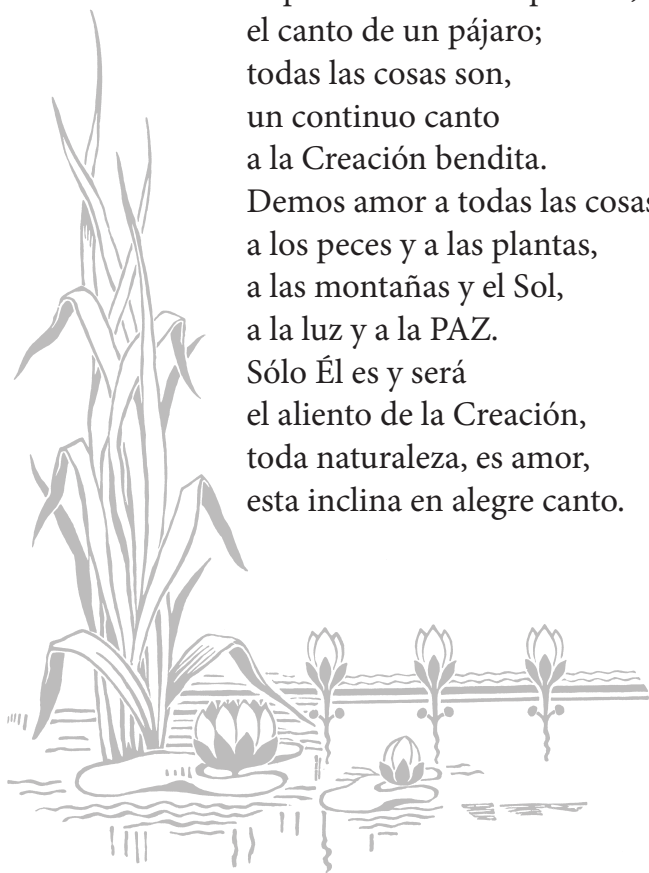 el canto de un pájaro;
todas las cosas son,
un continuo canto
a la Creación bendita.
Demos amor a todas las cosas
a los peces y a las plantas,
a las montañas y el Sol,
a la luz y a la PAZ.
Sólo Él es y será
el aliento de la Creación,
toda naturaleza, es amor,
esta inclina en alegre canto.